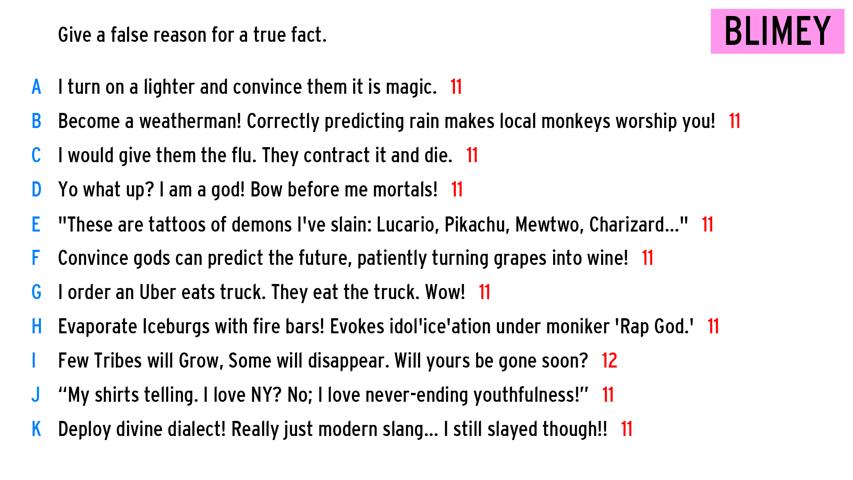 Give a false reason for a true fact.
BLIMEY
A I turn on a lighter and convince them it is magic. 11
B Become a weatherman! Correctly predicting rain makes local monkeys worship you! 11
C I would give them the flu. They contract it and die. 11
D Yo what up? I am a god! Bow before me mortals! 11
E "These are tattoos of demons I've slain: Lucario, Pikachu, Mewtwo, Charizard..." 11
F Convince gods can predict the future, patiently turning grapes into wine! 11
G I order an Uber eats truck. They eat the truck. Wow! 11
H Evaporate Iceburgs with fire bars! Evokes idol'ice'ation under moniker 'Rap God.' 11
I Few Tribes will Grow, Some will disappear. Will yours be gone soon? 12
J “My shirts telling. I love NY? No; I love never-ending youthfulness!” 11
K Deploy divine dialect! Really just modern slang... I still slayed though!! 11